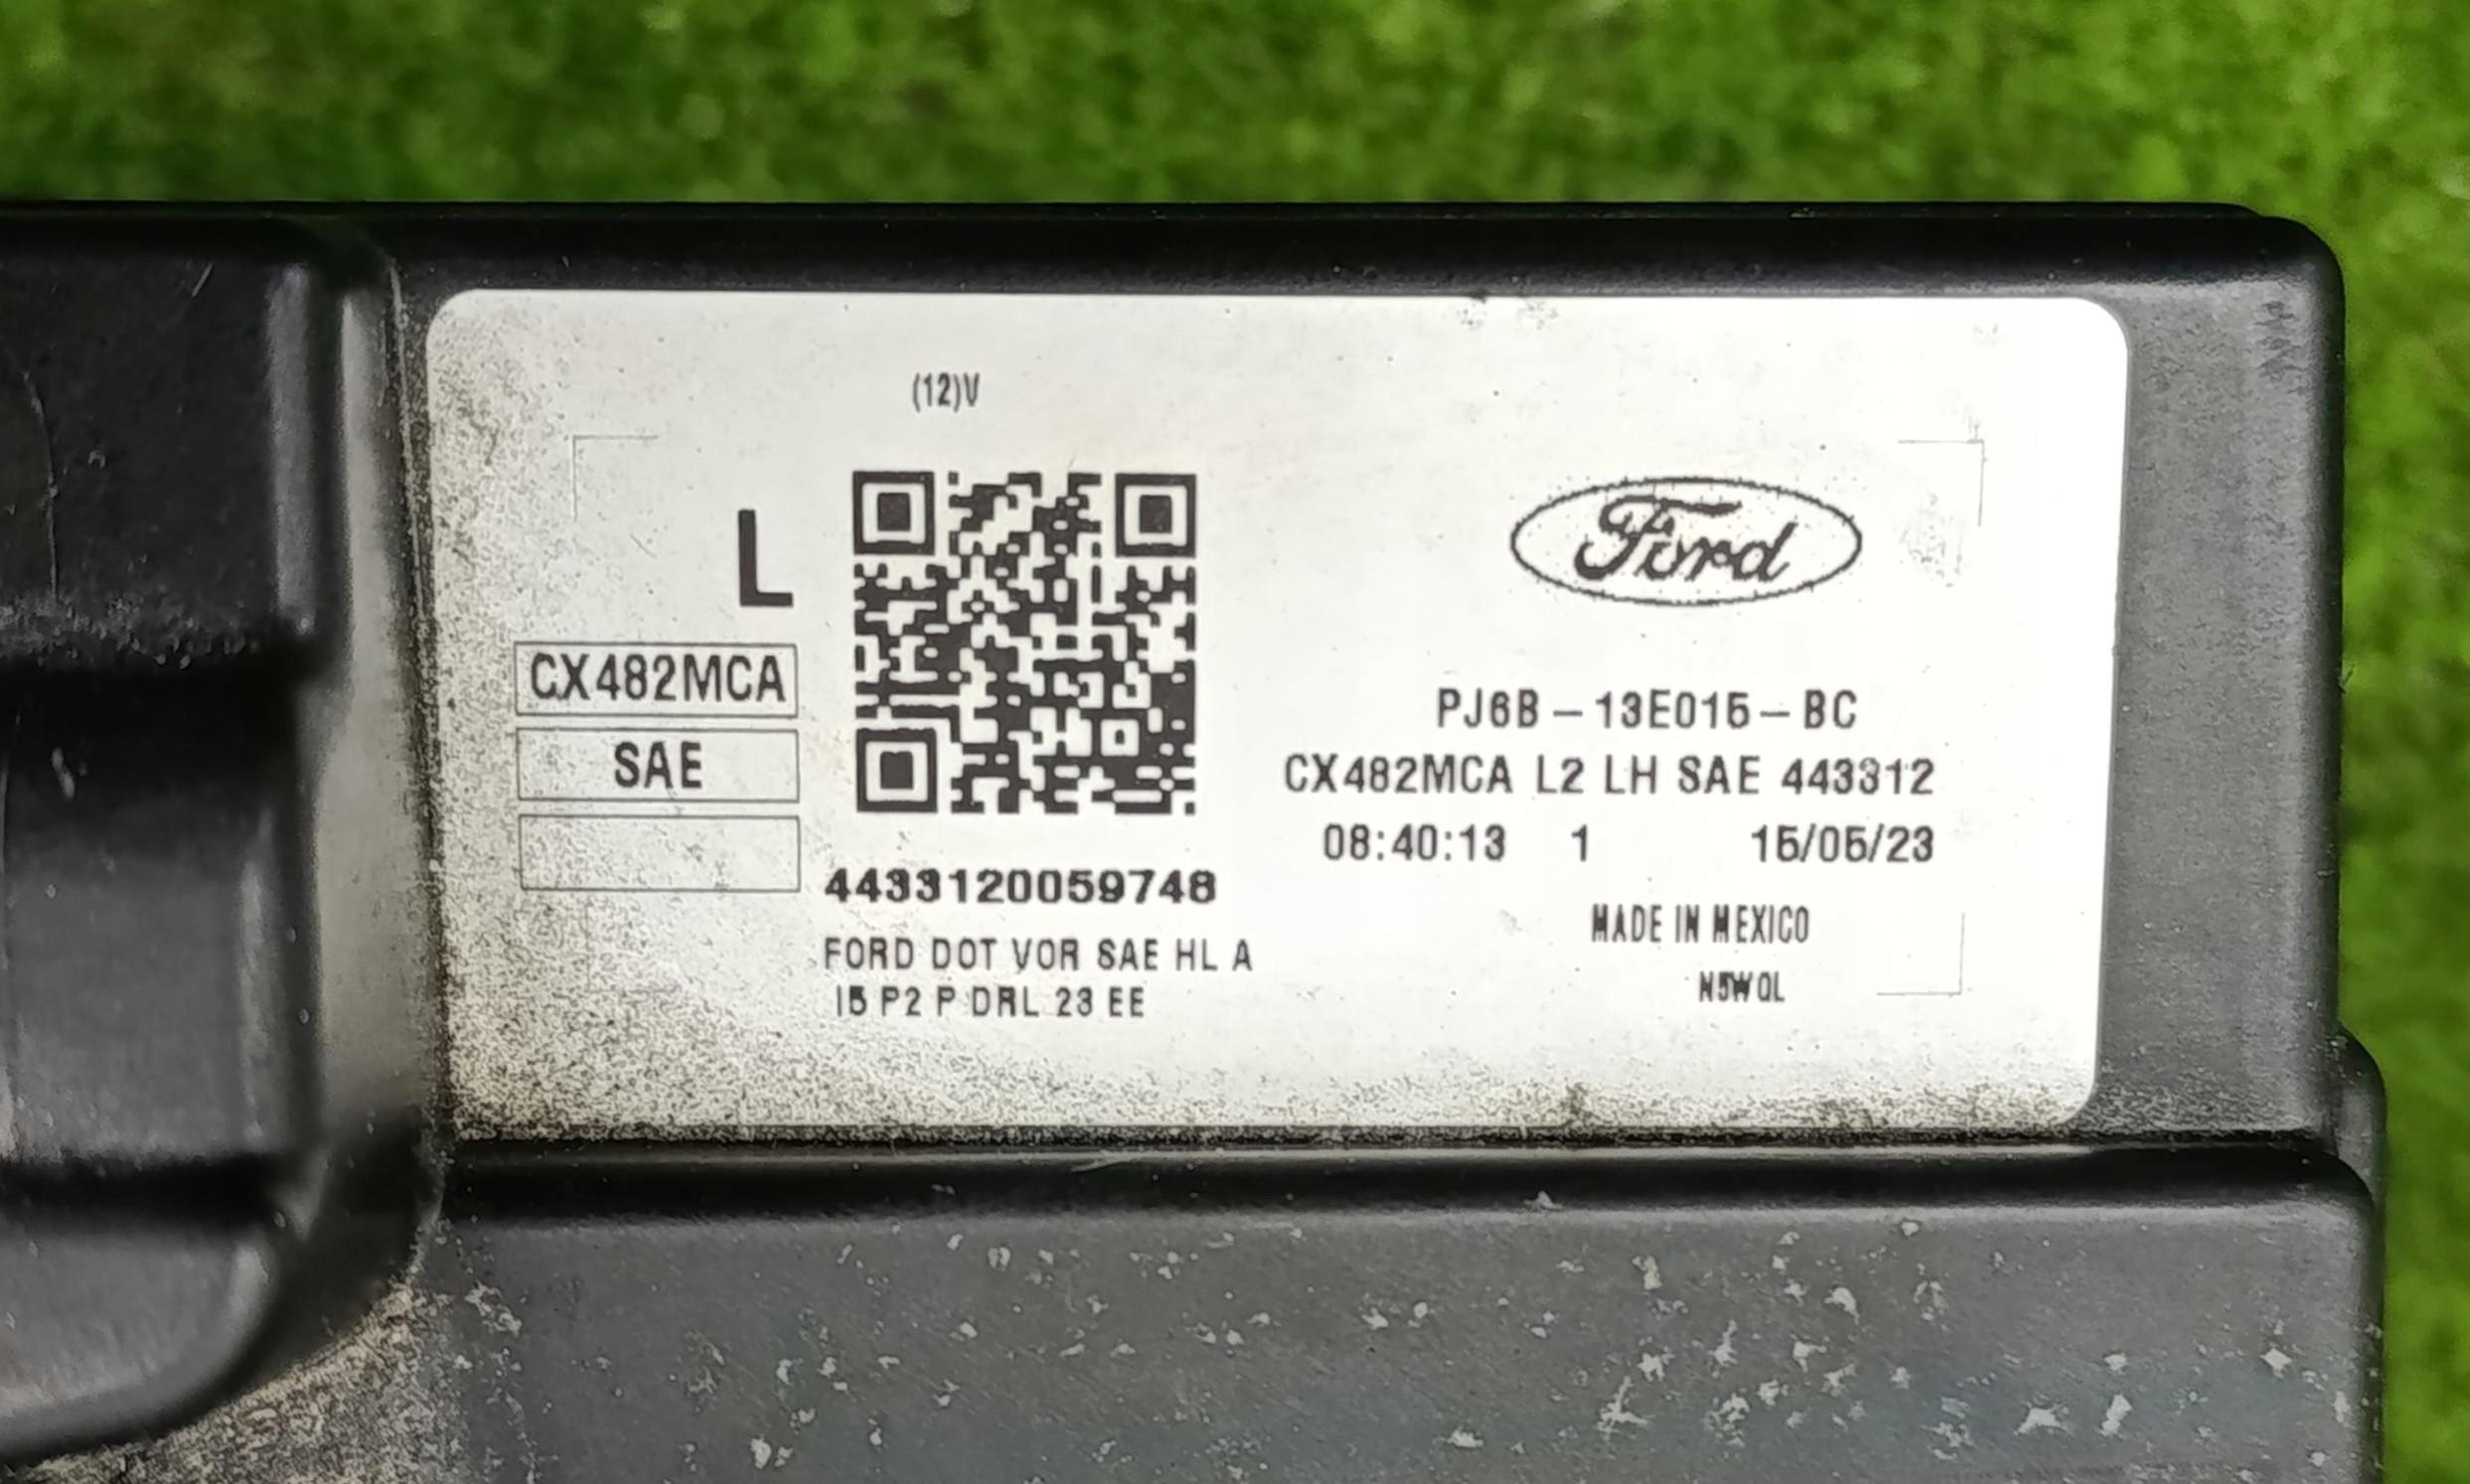 (12)V
L
CX482MCA
SAE
4433120059748
FORD DOT VOR SAE HL A
I5 P2 P DRL 23 EE
Ford
PJ6B – 13E015 – BC
CX482MCA L2 LH SAE 443312
08:40:13 1 15/05/23
MADE IN MEXICO
N5WQL